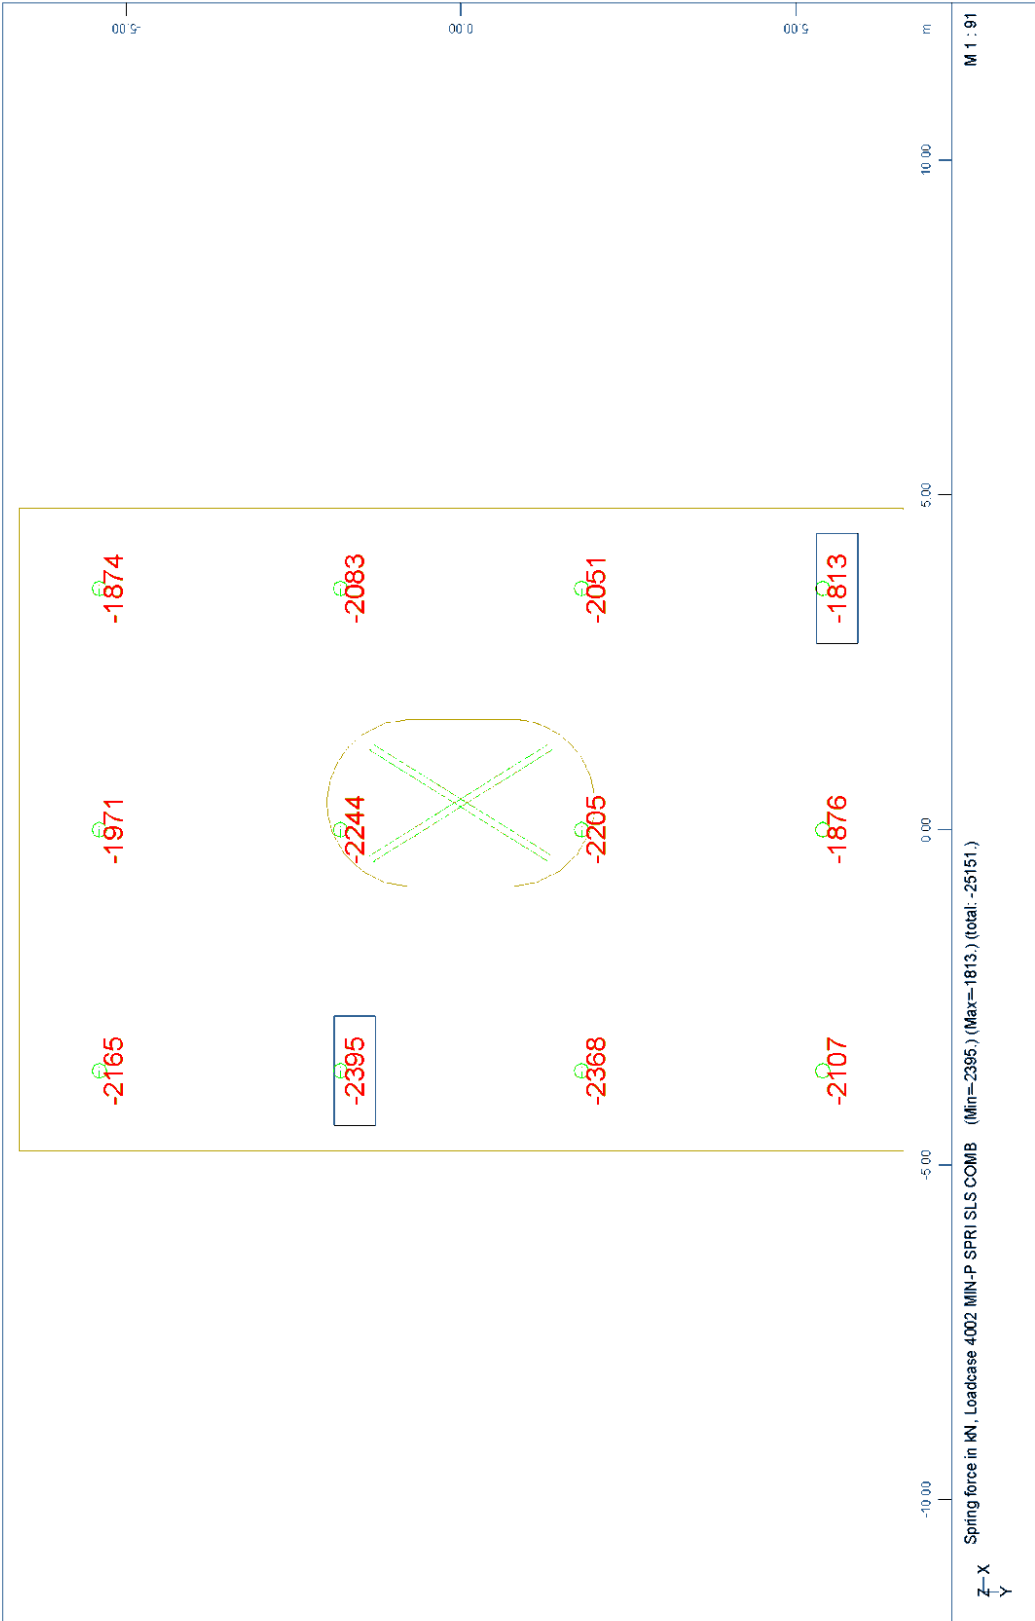 -2165 -1971 -1874
-2395 -2244 -2083
-2368 -2205 -2051
-2107 -1876 -1813
-5.00
0.00
5.00
-10.00 -5.00 0.00 5.00 10.00 m
Spring force in kN, Loadcase 4002 MIN-P SPRI SLS COMB (Min=-2395.) (Max=-1813.) (total: -25151.) M 1 : 91
Z X
Y